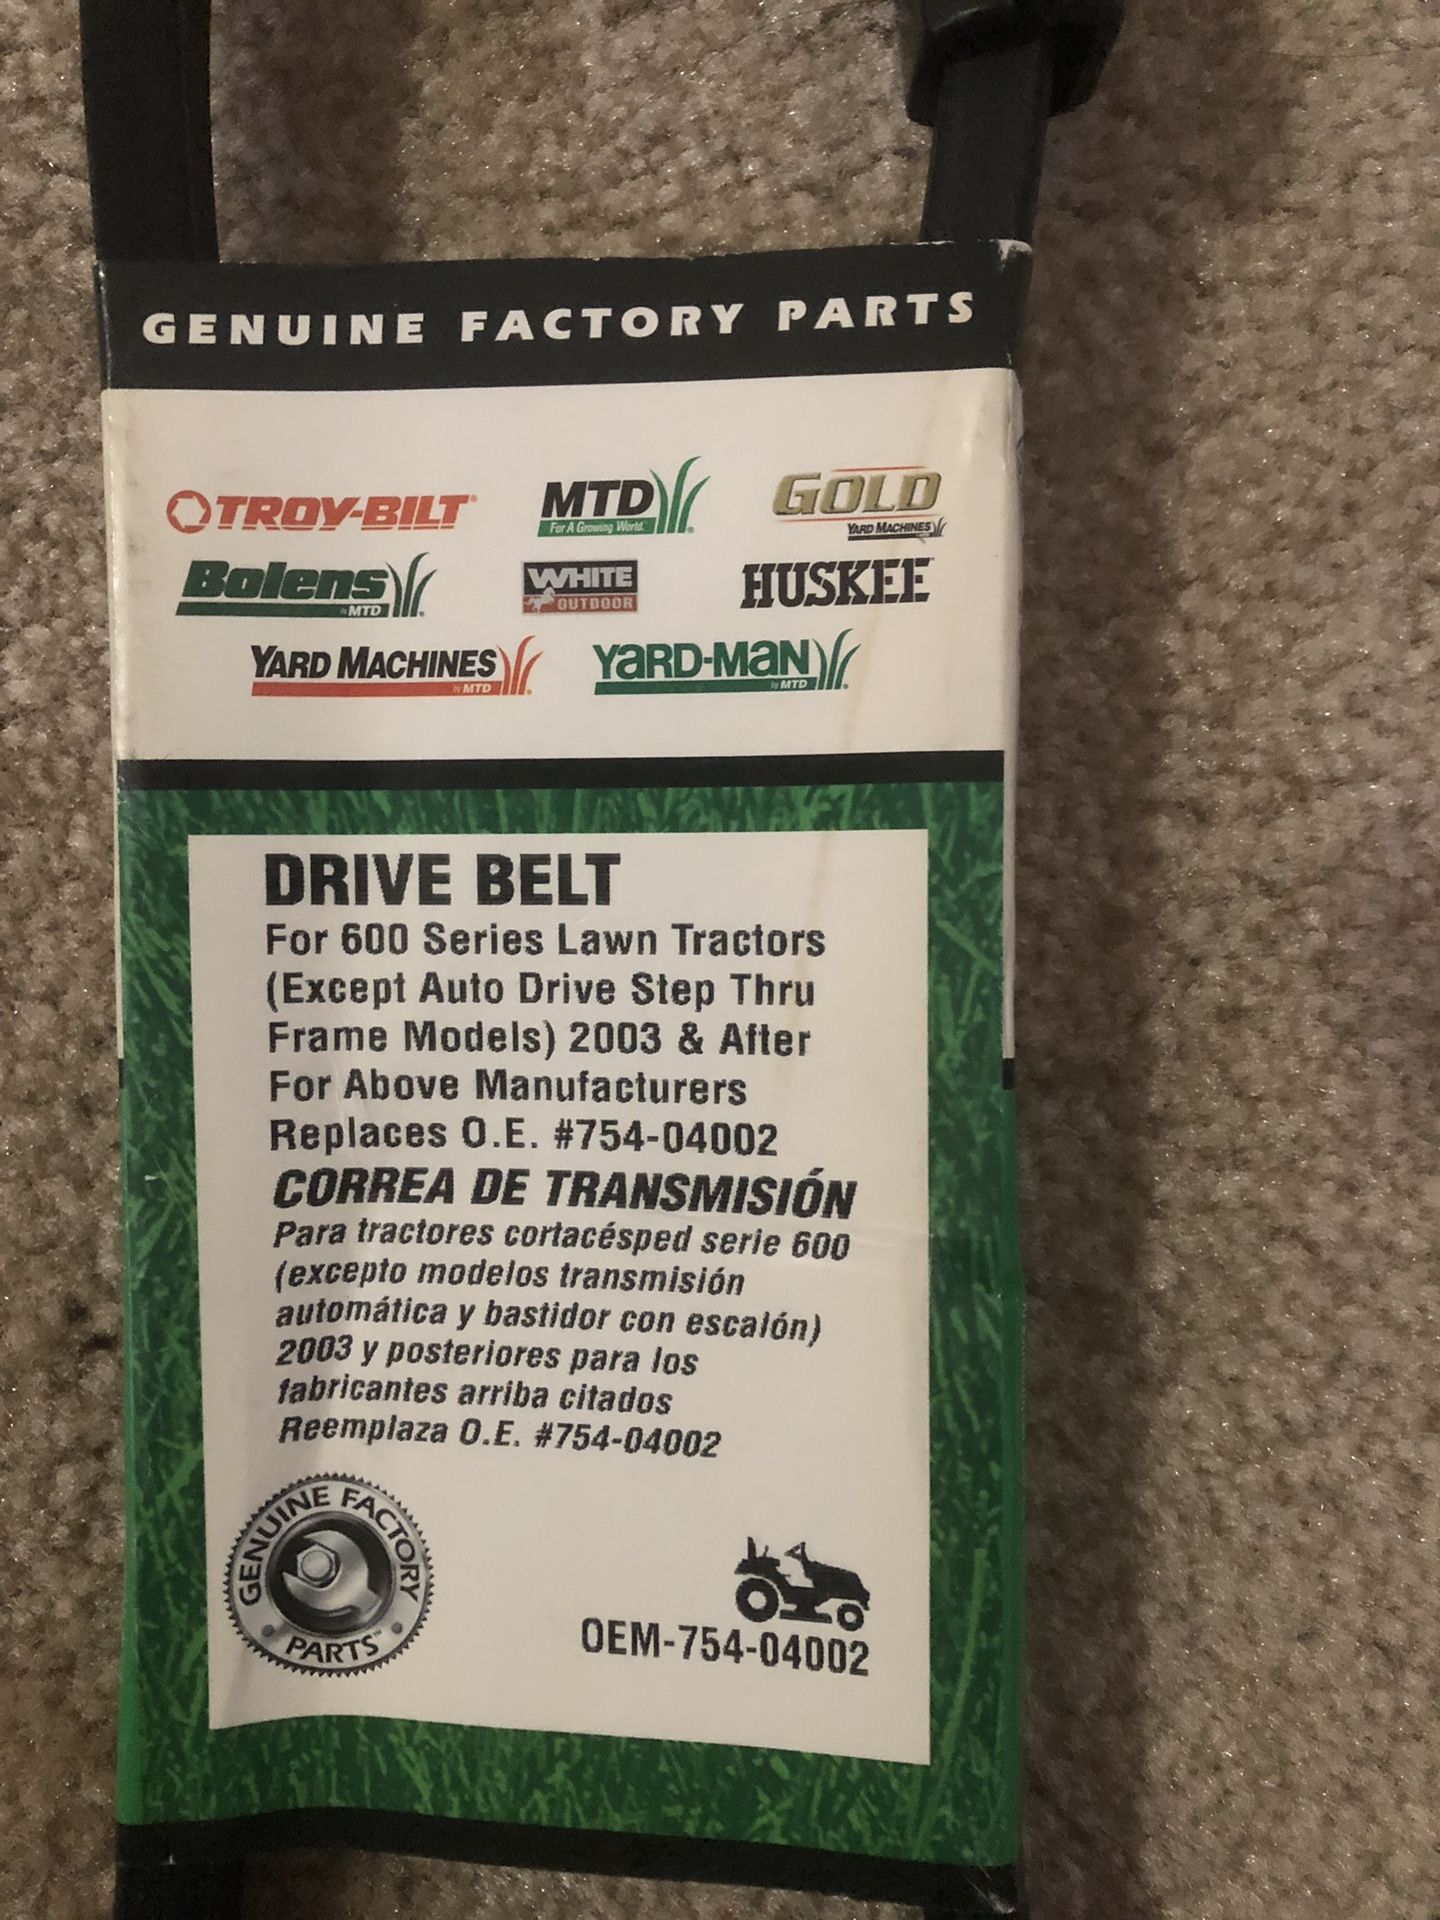 GENUINE FACTORY PARTS
TROY-BILT®
MTD
For A Growing World.
GOLD
YARD MACHINES
Bolens
by MTD
WHITE
OUTDOOR
HUSKEE
YARD MACHINES
by MTD
YARD-MAN
by MTD
DRIVE BELT
For 600 Series Lawn Tractors
(Except Auto Drive Step Thru
Frame Models) 2003 & After
For Above Manufacturers
Replaces O.E. #754-04002
CORREA DE TRANSMISIÓN
Para tractores cortacésped serie 600
(excepto modelos transmisión
automática y bastidor con escalón)
2003 y posteriores para los
fabricantes arriba citados
Reemplaza O.E. #754-04002
GENUINE FACTORY
PARTS™
OEM-754-04002